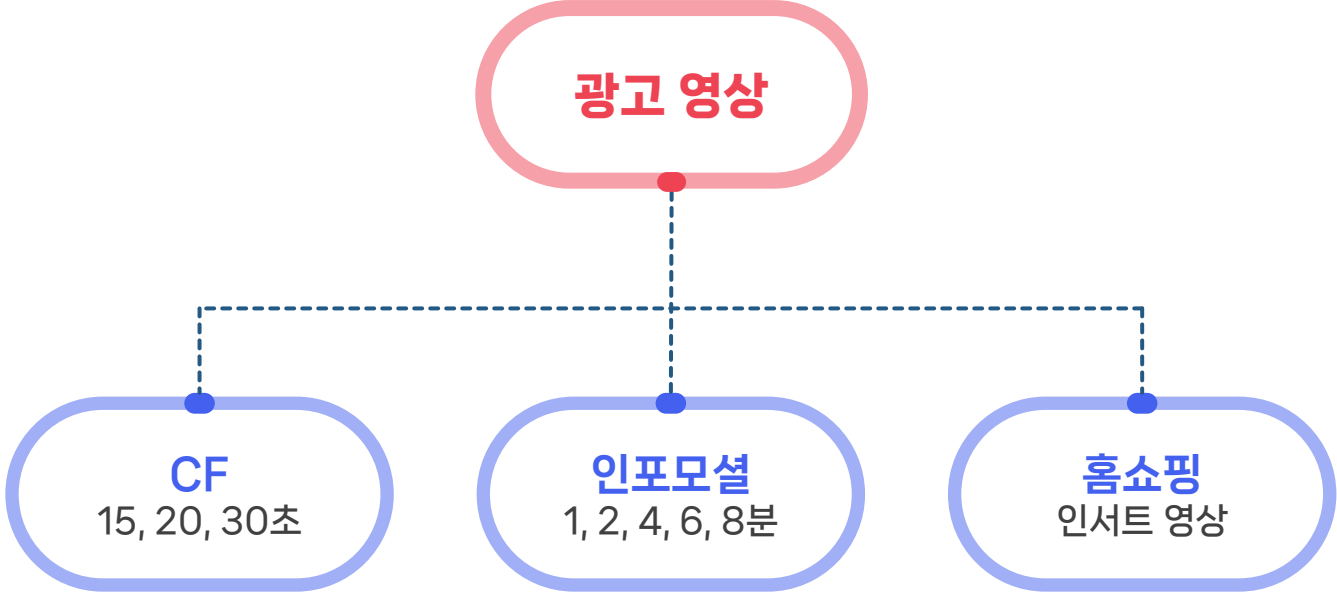 광고 영상
CF
15, 20, 30초
인포모셜
1, 2, 4, 6, 8분
홈쇼핑
인서트 영상